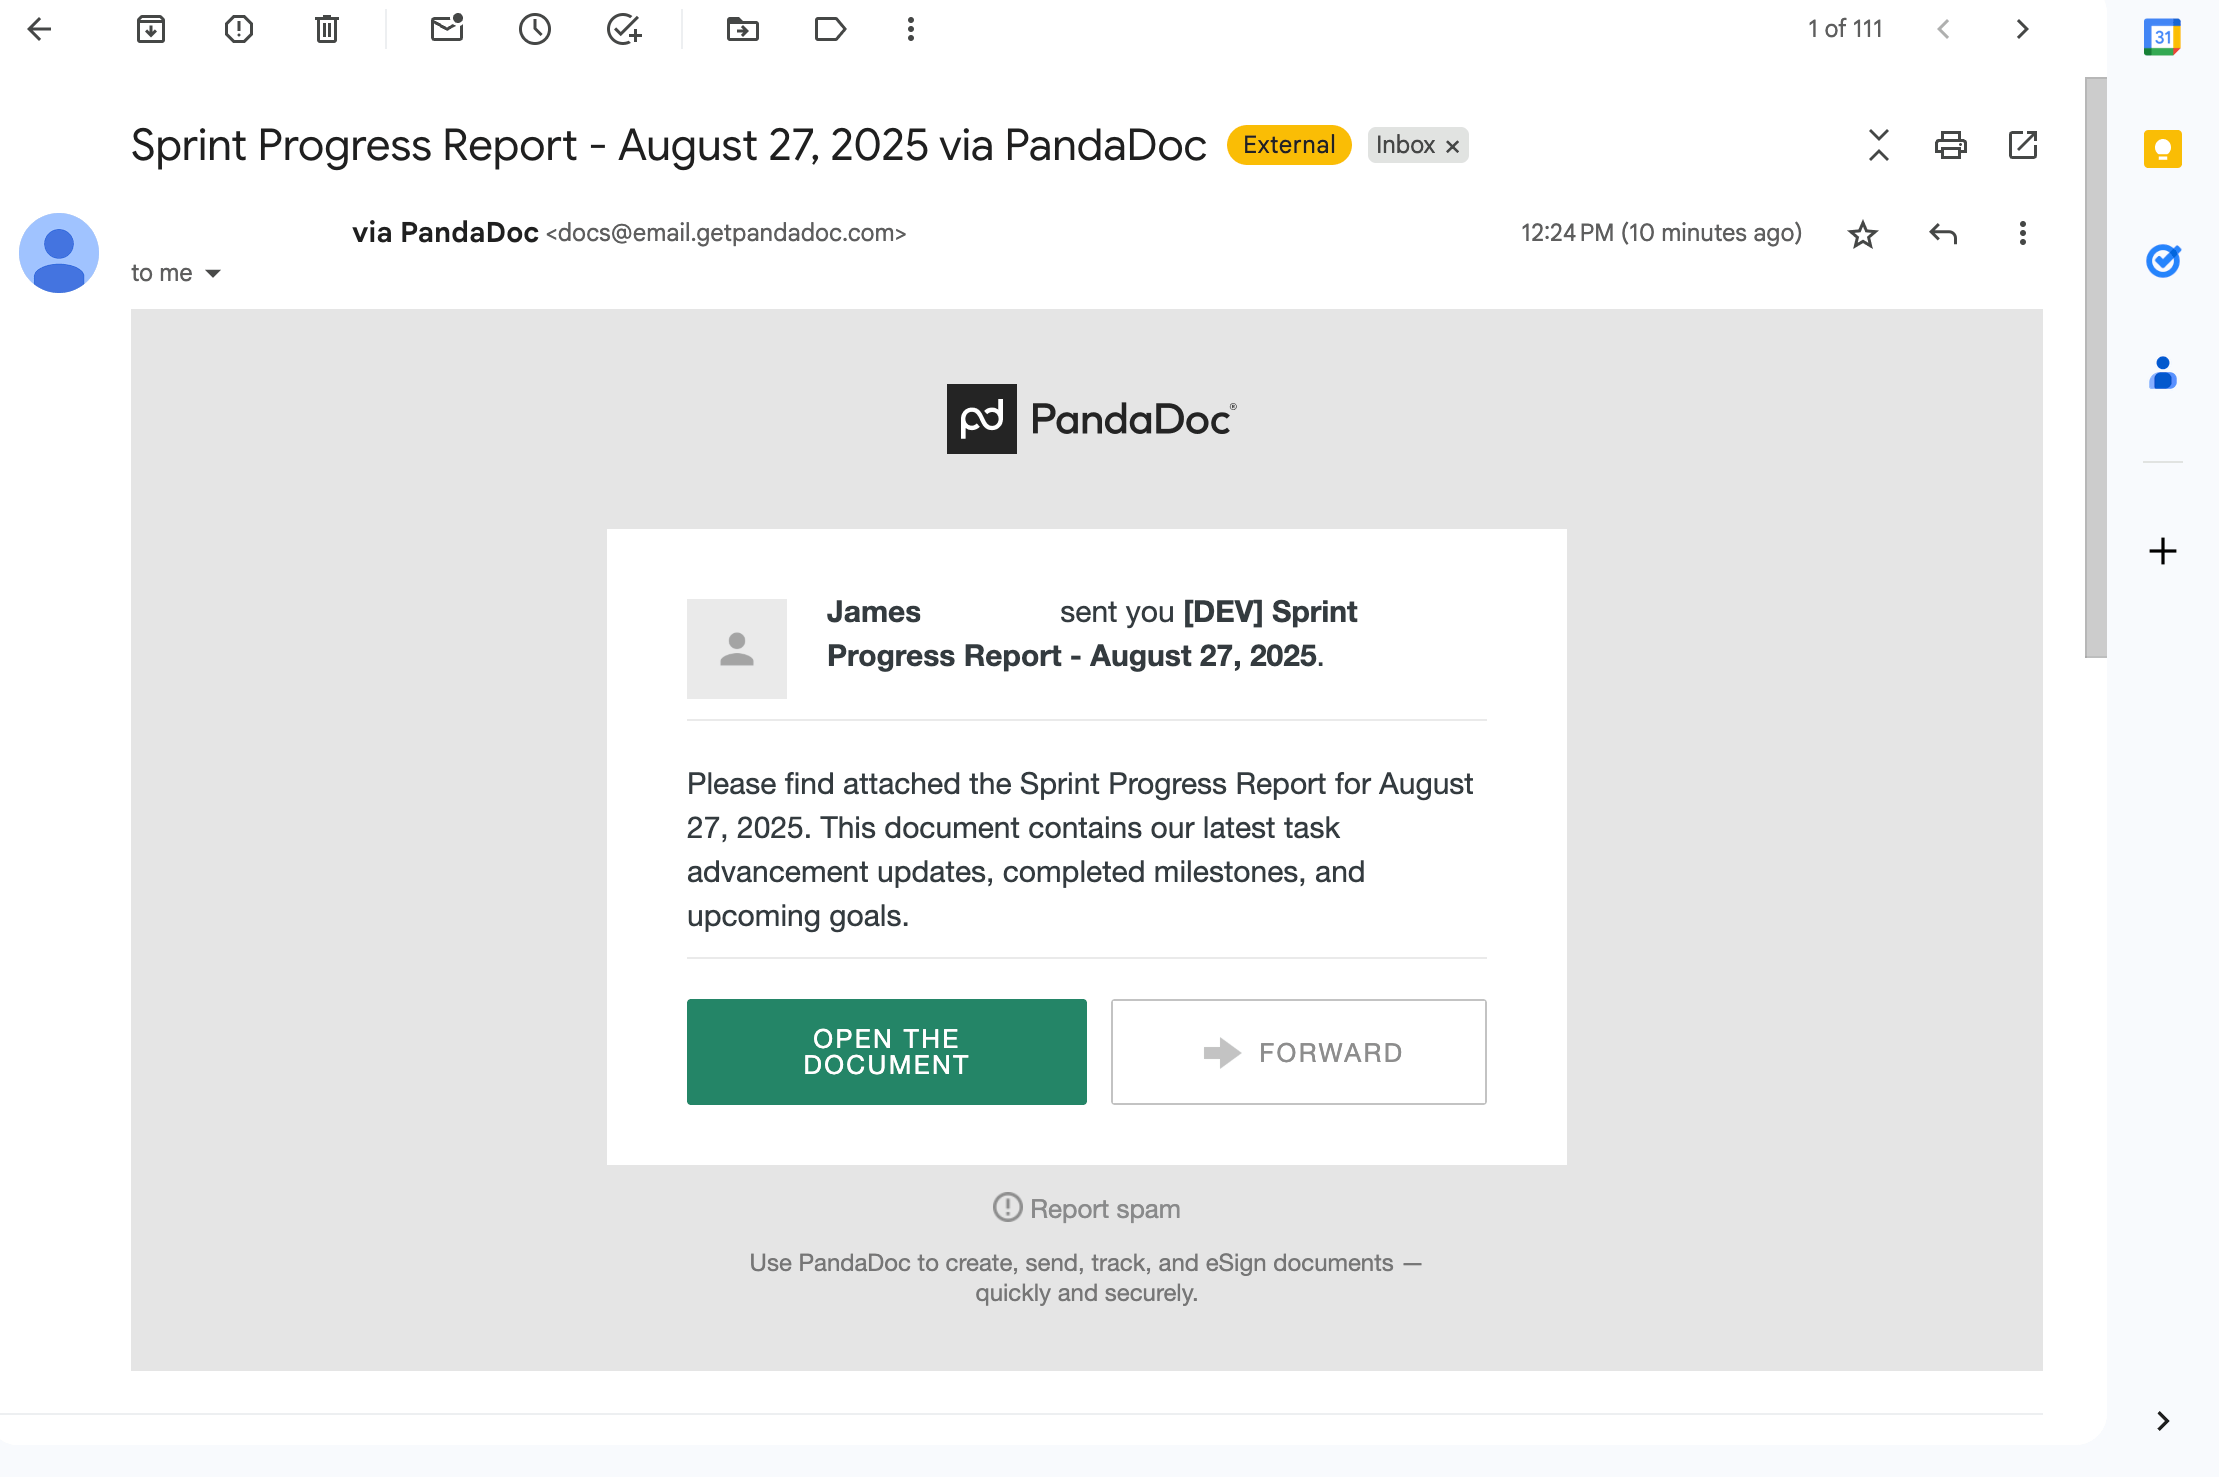 1 of 111
31
Sprint Progress Report - August 27, 2025 via PandaDoc External Inbox ×
via PandaDoc <docs@email.getpandadoc.com> 12:24 PM (10 minutes ago)
to me
pd PandaDoc®
James sent you [DEV] Sprint
Progress Report - August 27, 2025.
Please find attached the Sprint Progress Report for August
27, 2025. This document contains our latest task
advancement updates, completed milestones, and
upcoming goals.
OPEN THE
DOCUMENT
FORWARD
Report spam
Use PandaDoc to create, send, track, and eSign documents —
quickly and securely.